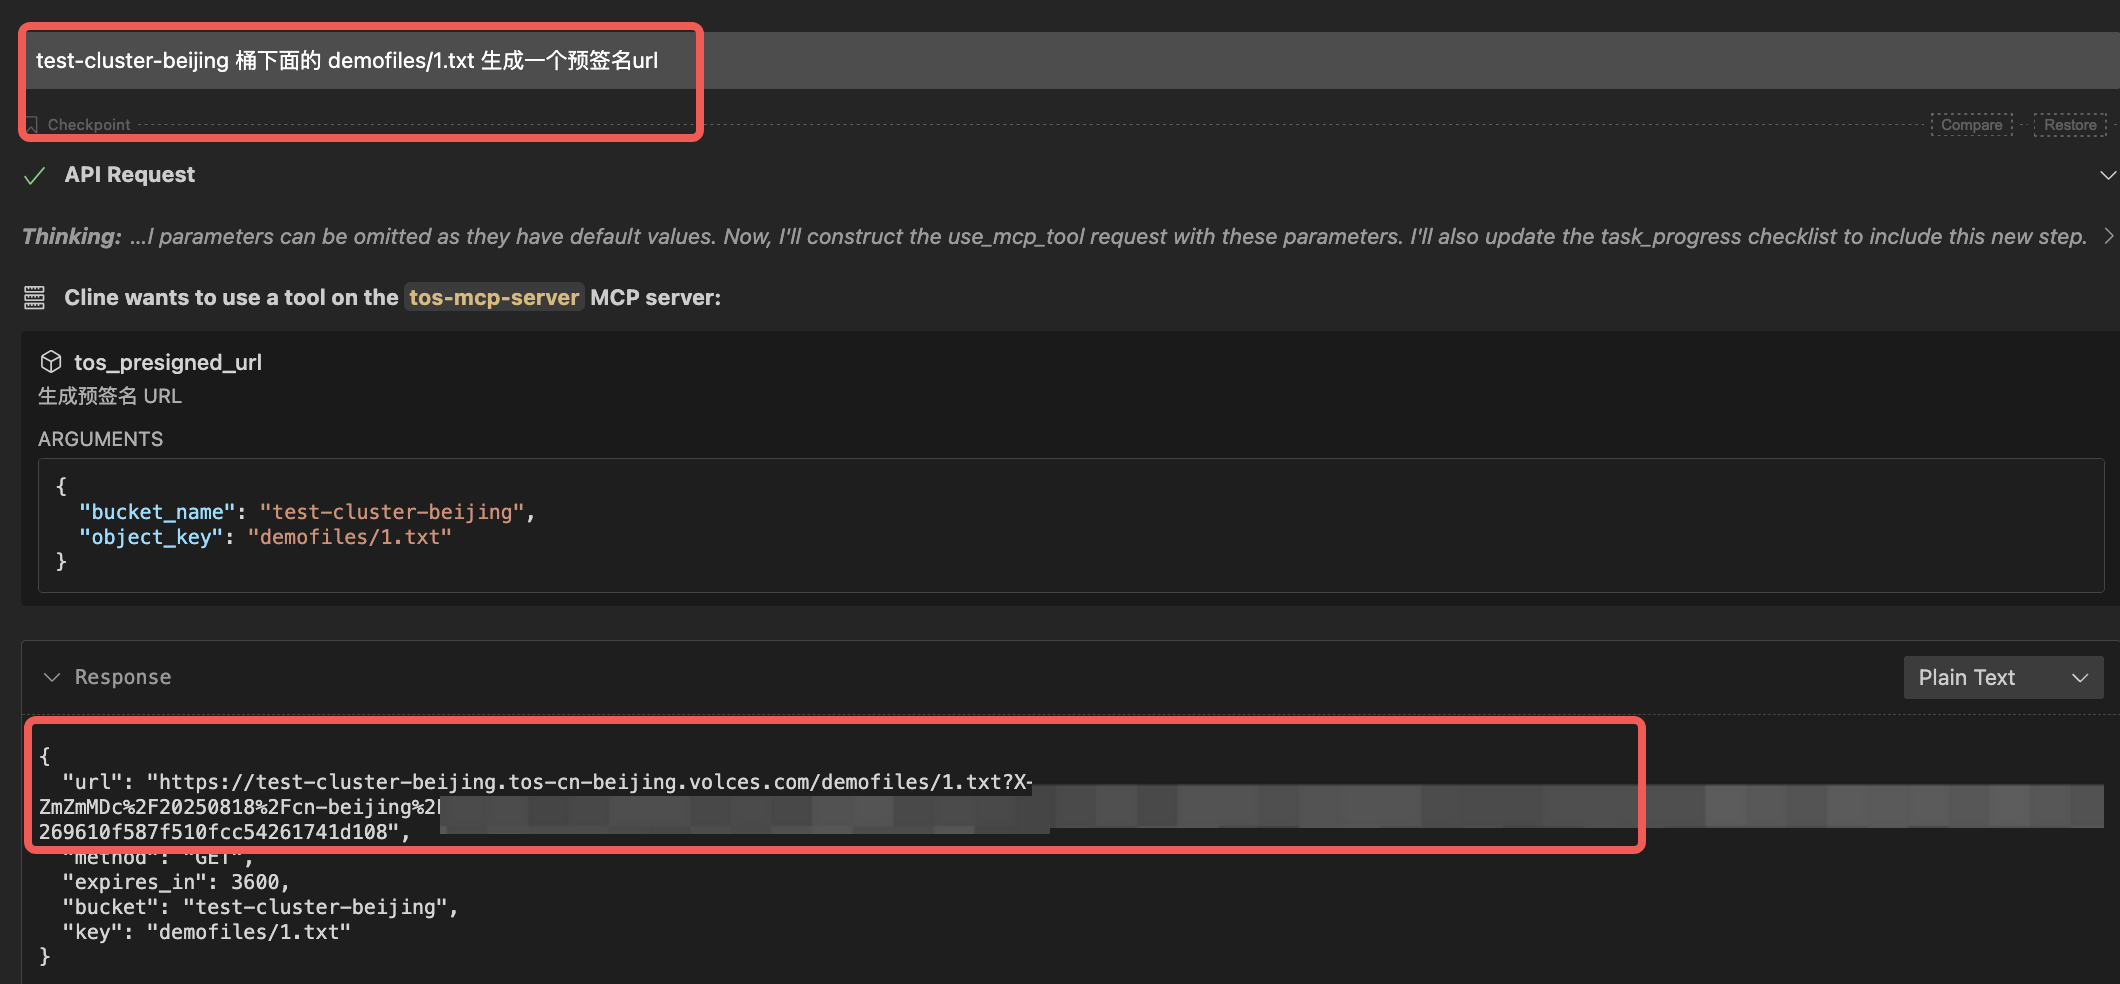 test-cluster-beijing 桶下面的 demofiles/1.txt 生成一个预签名url
Checkpoint
Compare
Restore
API Request
Thinking: ...l parameters can be omitted as they have default values. Now, I'll construct the use_mcp_tool request with these parameters. I'll also update the task_progress checklist to include this new step.
Cline wants to use a tool on the tos-mcp-server MCP server:
tos_presigned_url
生成预签名 URL
ARGUMENTS
{
"bucket_name": "test-cluster-beijing",
"object_key": "demofiles/1.txt"
}
Response
Plain Text
{
"url": "https://test-cluster-beijing.tos-cn-beijing.volces.com/demofiles/1.txt?X-
ZmZmMDc%2F20250818%2Fcn-beijing%2F
269610f587f510fcc54261741d108",
"method": "GET",
"expires_in": 3600,
"bucket": "test-cluster-beijing",
"key": "demofiles/1.txt"
}